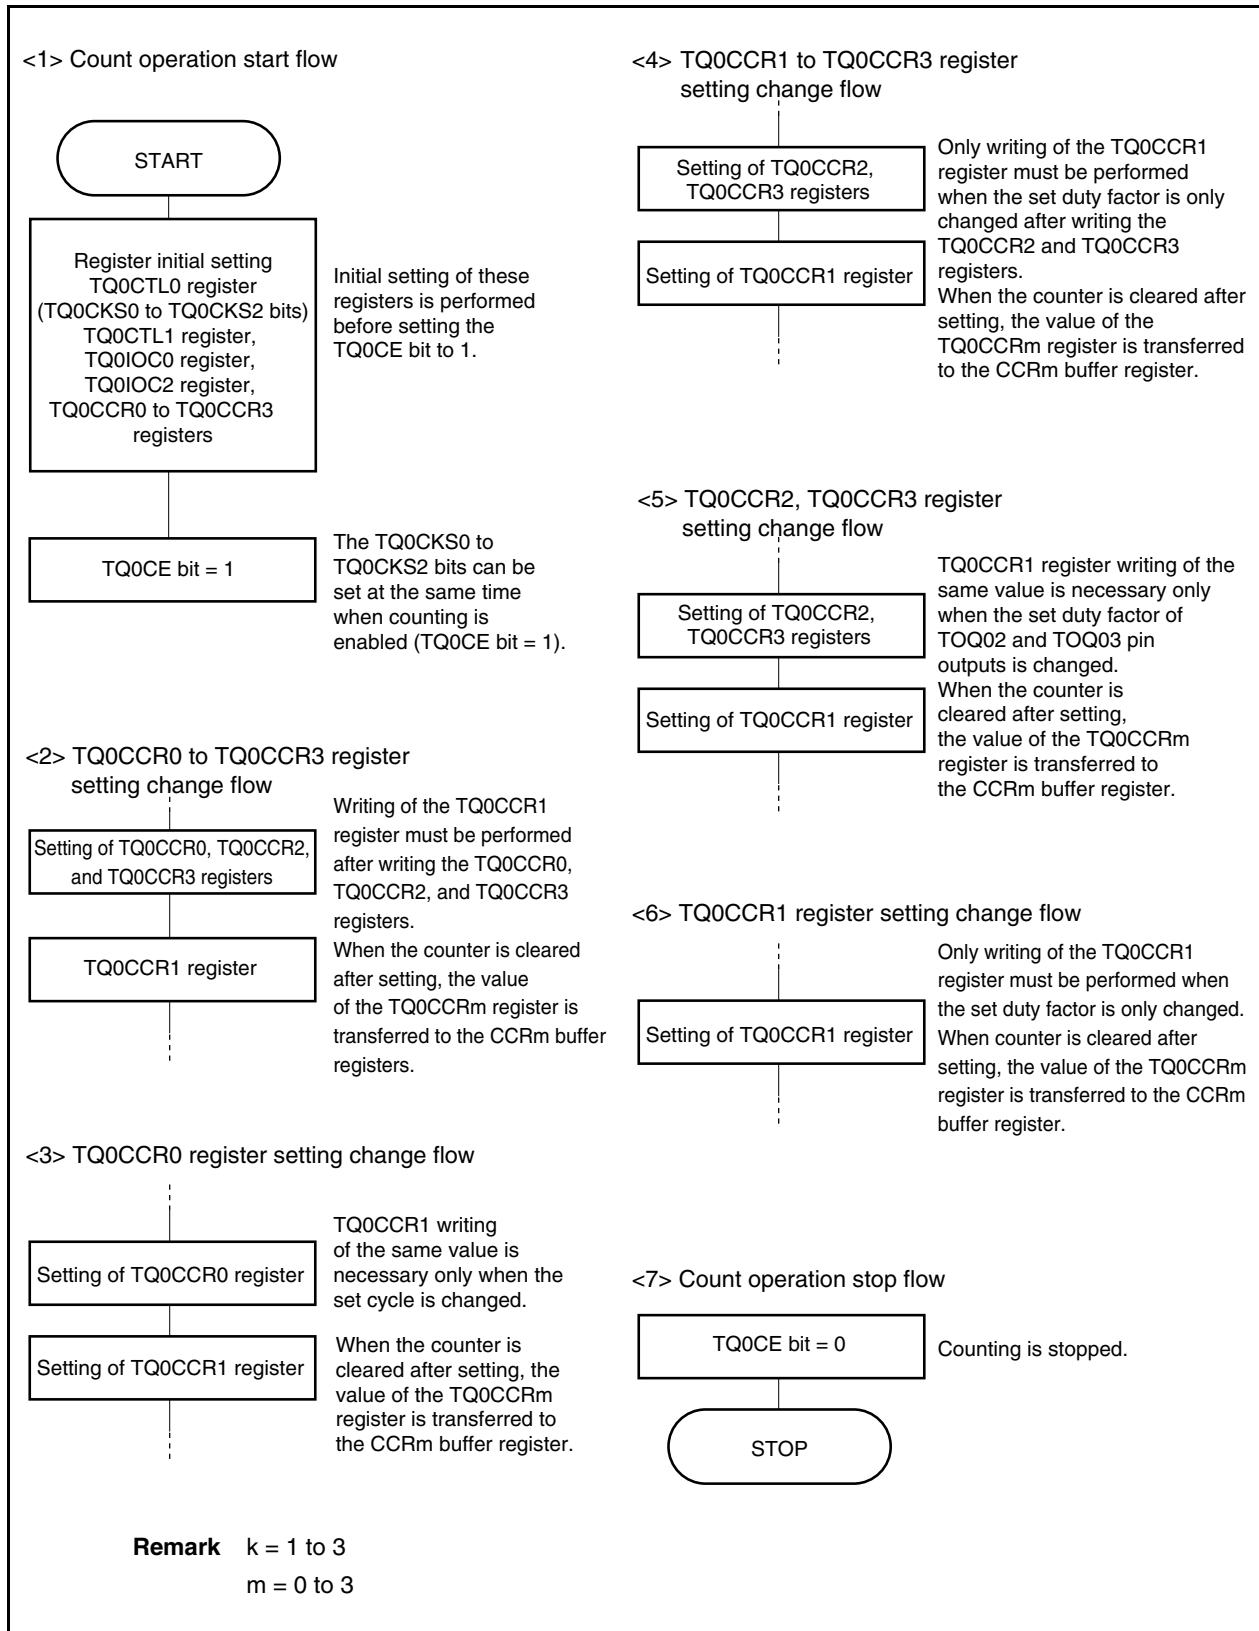 <1> Count operation start flow
START
Register initial setting
TQ0CTL0 register
(TQ0CKS0 to TQ0CKS2 bits)
TQ0CTL1 register,
TQ0IOC0 register,
TQ0IOC2 register,
TQ0CCR0 to TQ0CCR3
registers
Initial setting of these
registers is performed
before setting the
TQ0CE bit to 1.
TQ0CE bit = 1
The TQ0CKS0 to
TQ0CKS2 bits can be
set at the same time
when counting is
enabled (TQ0CE bit = 1).
<2> TQ0CCR0 to TQ0CCR3 register
setting change flow
Setting of TQ0CCR0, TQ0CCR2,
and TQ0CCR3 registers
TQ0CCR1 register
Writing of the TQ0CCR1
register must be performed
after writing the TQ0CCR0,
TQ0CCR2, and TQ0CCR3
registers.
When the counter is cleared
after setting, the value
of the TQ0CCRm register is
transferred to the CCRm buffer
registers.
<3> TQ0CCR0 register setting change flow
Setting of TQ0CCR0 register
TQ0CCR1 writing
of the same value is
necessary only when the
set cycle is changed.
Setting of TQ0CCR1 register
When the counter is
cleared after setting, the
value of the TQ0CCRm
register is transferred to
the CCRm buffer register.
<4> TQ0CCR1 to TQ0CCR3 register
setting change flow
Setting of TQ0CCR2,
TQ0CCR3 registers
Setting of TQ0CCR1 register
Only writing of the TQ0CCR1
register must be performed
when the set duty factor is only
changed after writing the
TQ0CCR2 and TQ0CCR3
registers.
When the counter is cleared after
setting, the value of the
TQ0CCRm register is transferred
to the CCRm buffer register.
<5> TQ0CCR2, TQ0CCR3 register
setting change flow
Setting of TQ0CCR2,
TQ0CCR3 registers
Setting of TQ0CCR1 register
TQ0CCR1 register writing of the
same value is necessary only
when the set duty factor of
TOQ02 and TOQ03 pin
outputs is changed.
When the counter is
cleared after setting,
the value of the TQ0CCRm
register is transferred to
the CCRm buffer register.
<6> TQ0CCR1 register setting change flow
Setting of TQ0CCR1 register
Only writing of the TQ0CCR1
register must be performed when
the set duty factor is only changed.
When counter is cleared after
setting, the value of the TQ0CCRm
register is transferred to the CCRm
buffer register.
<7> Count operation stop flow
TQ0CE bit = 0
Counting is stopped.
STOP
Remark k = 1 to 3
m = 0 to 3